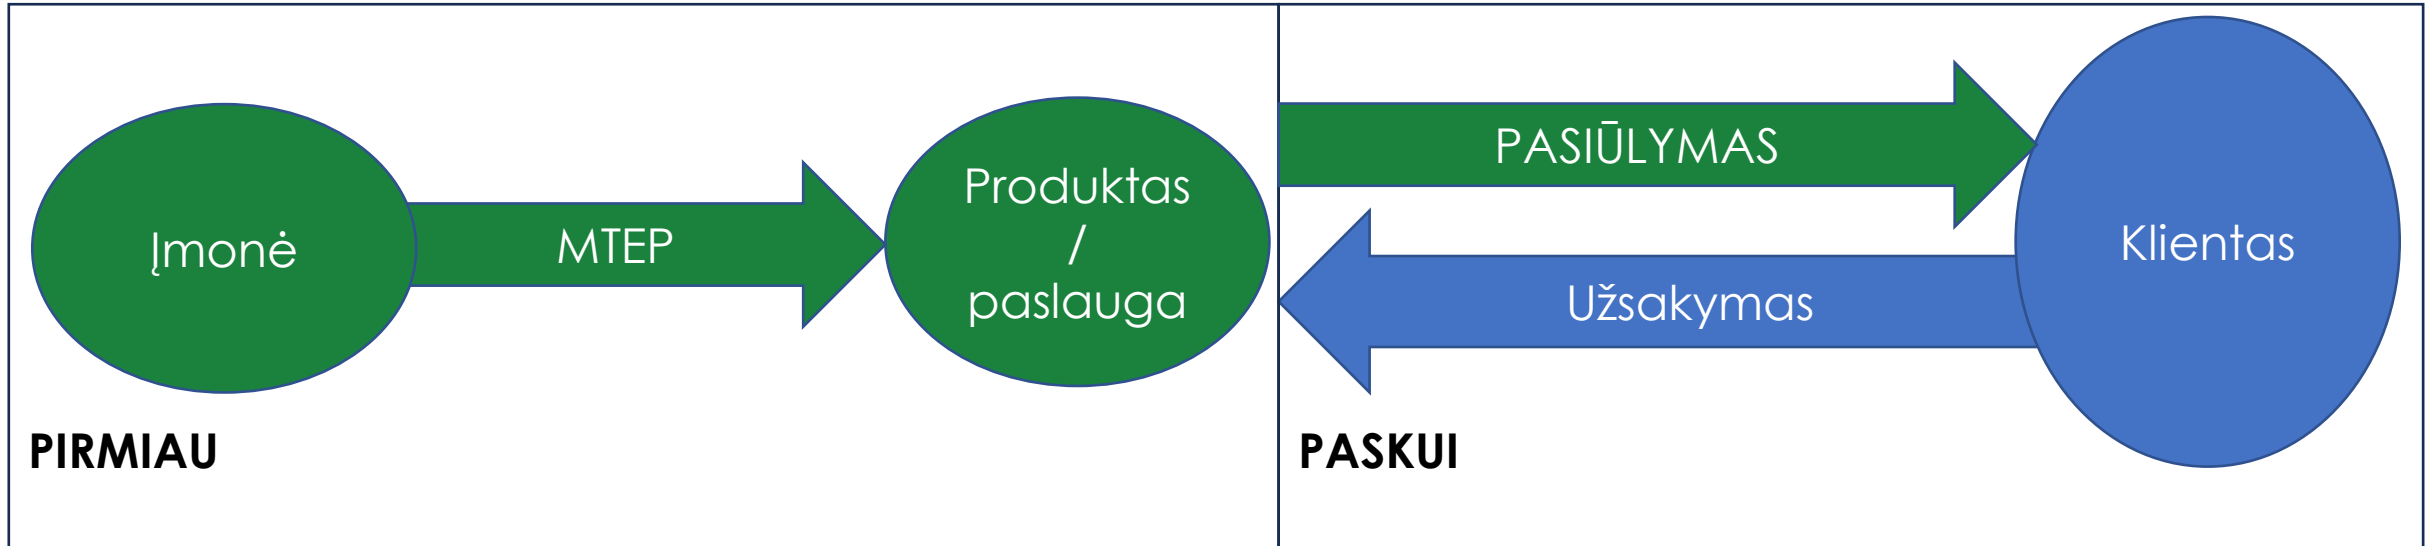 Įmonė
MTEP
Produktas
/
paslauga
PIRMIAU
PASIŪLYMAS
Užsakymas
Klientas
PASKUI